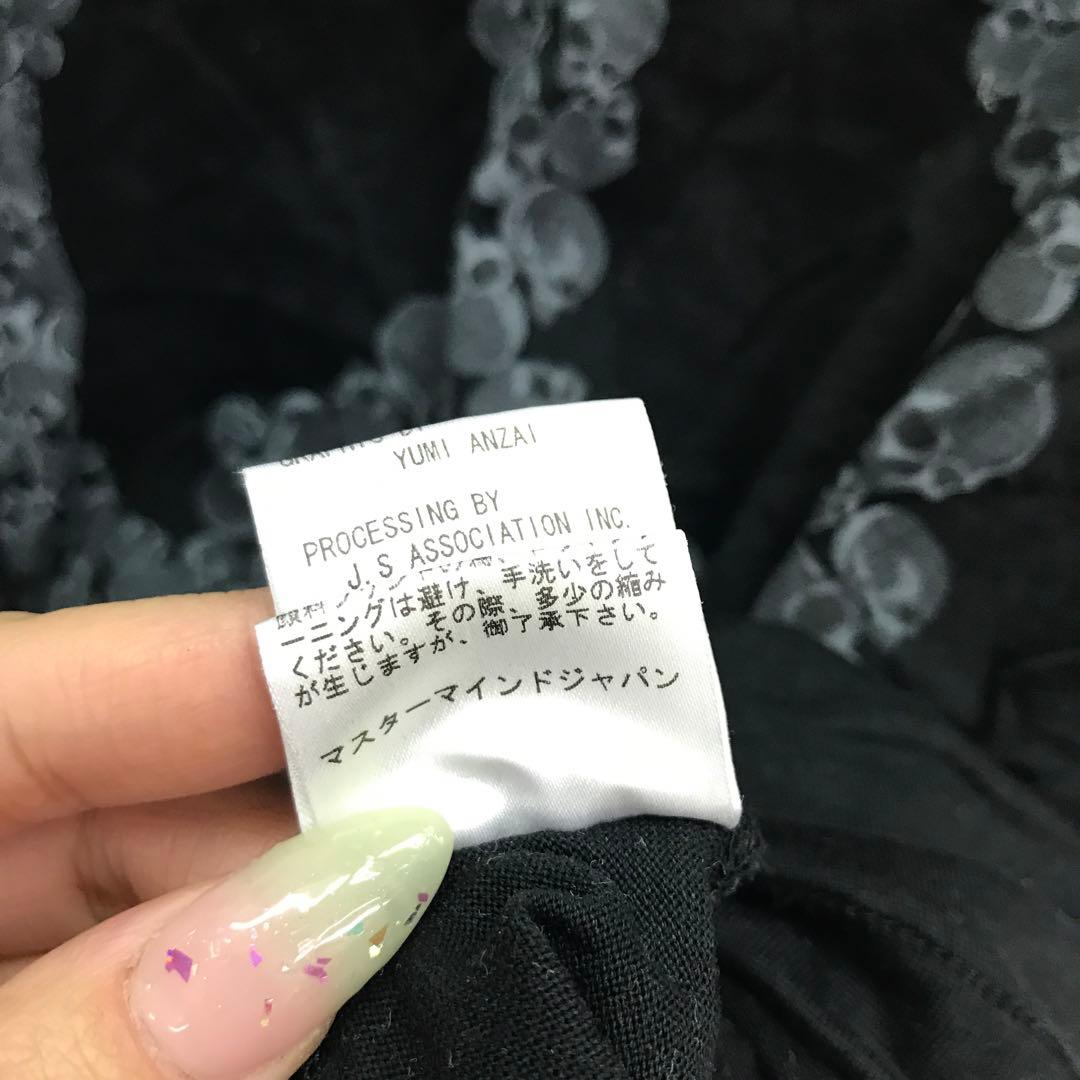 YUMI ANZAI
PROCESSING BY
J.S ASSOCIATION INC.
顔料
ーニングは避け、手洗いをして
ください。その際、多少の縮み
が生じますが、御了承下さい。
マスターマインドジャパン